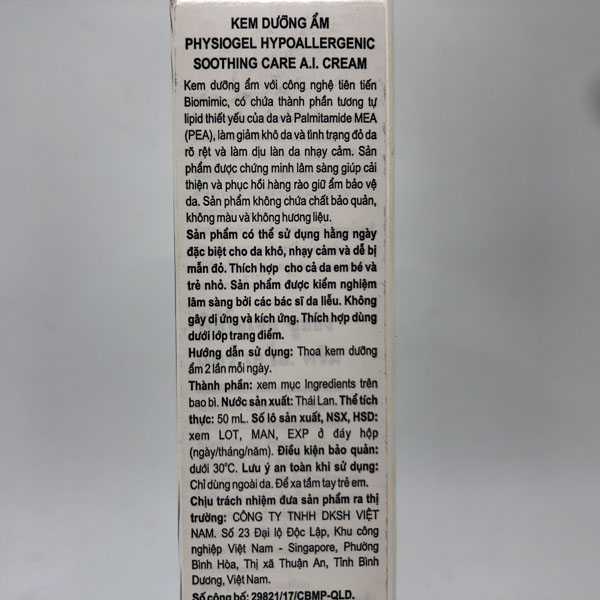 KEM DƯỠNG ẨM
PHYSIOGEL HYPOALLERGENIC
SOOTHING CARE A.I. CREAM
Kem dưỡng ẩm với công nghệ tiên tiến
Biomimic, có chứa thành phần tương tự
lipid thiết yếu của da và Palmitamide MEA
(PEA), làm giảm khô da và tình trạng đỏ da
rõ rệt và làm dịu làn da nhạy cảm. Sản
phẩm được chứng minh lâm sàng giúp cải
thiện và phục hồi hàng rào giữ ẩm bảo vệ
da. Sản phẩm không chứa chất bảo quản,
không màu và không hương liệu.
Sản phẩm có thể sử dụng hằng ngày
đặc biệt cho da khô, nhạy cảm và dễ bị
mẩn đỏ. Thích hợp cho cả da em bé và
trẻ nhỏ. Sản phẩm được kiểm nghiệm
lâm sàng bởi các bác sĩ da liễu. Không
gây dị ứng và kích ứng. Thích hợp dùng
dưới lớp trang điểm.
Hướng dẫn sử dụng: Thoa kem dưỡng
ẩm 2 lần mỗi ngày.
Thành phần: xem mục Ingredients trên
bao bì. Nước sản xuất: Thái Lan. Thể tích
thực: 50 mL. Số lô sản xuất, NSX, HSD:
xem LOT, MAN, EXP ở đáy hộp
(ngày/tháng/năm). Điều kiện bảo quản:
dưới 30°C. Lưu ý an toàn khi sử dụng:
Chỉ dùng ngoài da. Để xa tầm tay trẻ em.
Chịu trách nhiệm đưa sản phẩm ra thị
trường: CÔNG TY TNHH DKSH VIỆT
NAM. Số 23 Đại lộ Độc Lập, Khu công
nghiệp Việt Nam - Singapore, Phường
Bình Hòa, Thị xã Thuận An, Tỉnh Bình
Dương, Việt Nam.
Số công bố: 29821/17/CBMP-QLD.